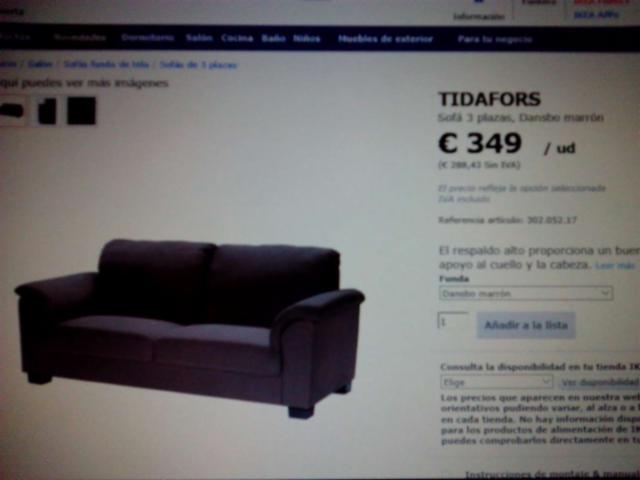 Información
IKEA APPs
Novedades Dormitorio Salón Cocina Baño Niños Muebles de exterior Para tu negocio
/ Salón / Sofás funda de tela / Sofás de 3 plazas
quí puedes ver más imágenes
TIDAFORS
Sofá 3 plazas, Dansbo marrón
€ 349 / ud
(€ 288,43 Sin IVA)
El precio refleja la opción seleccionada
IVA incluido
Referencia artículo: 302.052.17
El respaldo alto proporciona un buen
apoyo al cuello y la cabeza. Leer más
Funda
Dansbo marrón
1 Añadir a la lista
Consulta la disponibilidad en tu tienda IK
Elige Ver disponibilidad
Los precios que aparecen en nuestra web
orientativos pudiendo variar, al alza o a l
en cada tienda. No hay información disp
para los productos de alimentación de IK
puedes comprobarlos directamente en tu
Instrucciones de montaje & manual